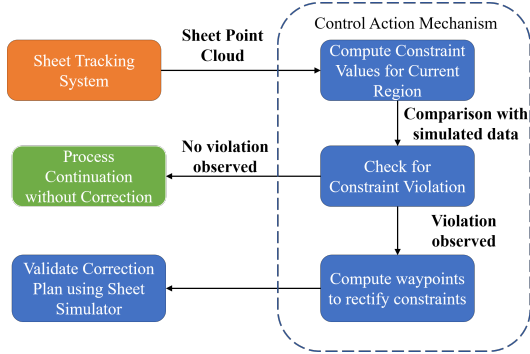 Control Action Mechanism
Sheet Tracking
System
Sheet Point
Cloud
Compute Constraint
Values for Current
Region
Comparison with
simulated data
Check for
Constraint Violation
No violation
observed
Process
Continuation
without Correction
Violation
observed
Compute waypoints
to rectify constraints
Validate Correction
Plan using Sheet
Simulator